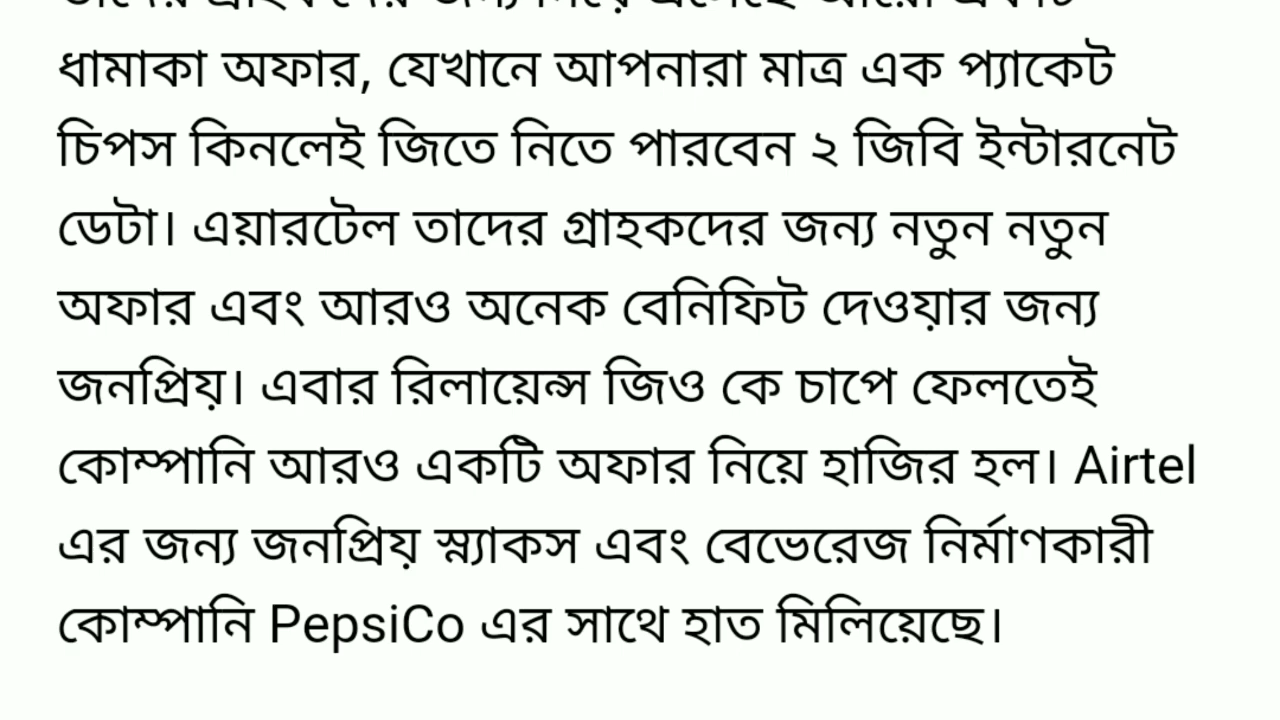 ধামাকা অফার, যেখানে আপনারা মাত্র এক প্যাকেট
চিপস কিনলেই জিতে নিতে পারবেন ২ জিবি ইন্টারনেট
ডেটা। এয়ারটেল তাদের গ্রাহকদের জন্য নতুন নতুন
অফার এবং আরও অনেক বেনিফিট দেওয়ার জন্য
জনপ্রিয়। এবার রিলায়েন্স জিও কে চাপে ফেলতেই
কোম্পানি আরও একটি অফার নিয়ে হাজির হল। Airtel
এর জন্য জনপ্রিয় স্ন্যাকস এবং বেভেরেজ নির্মাণকারী
কোম্পানি PepsiCo এর সাথে হাত মিলিয়েছে।